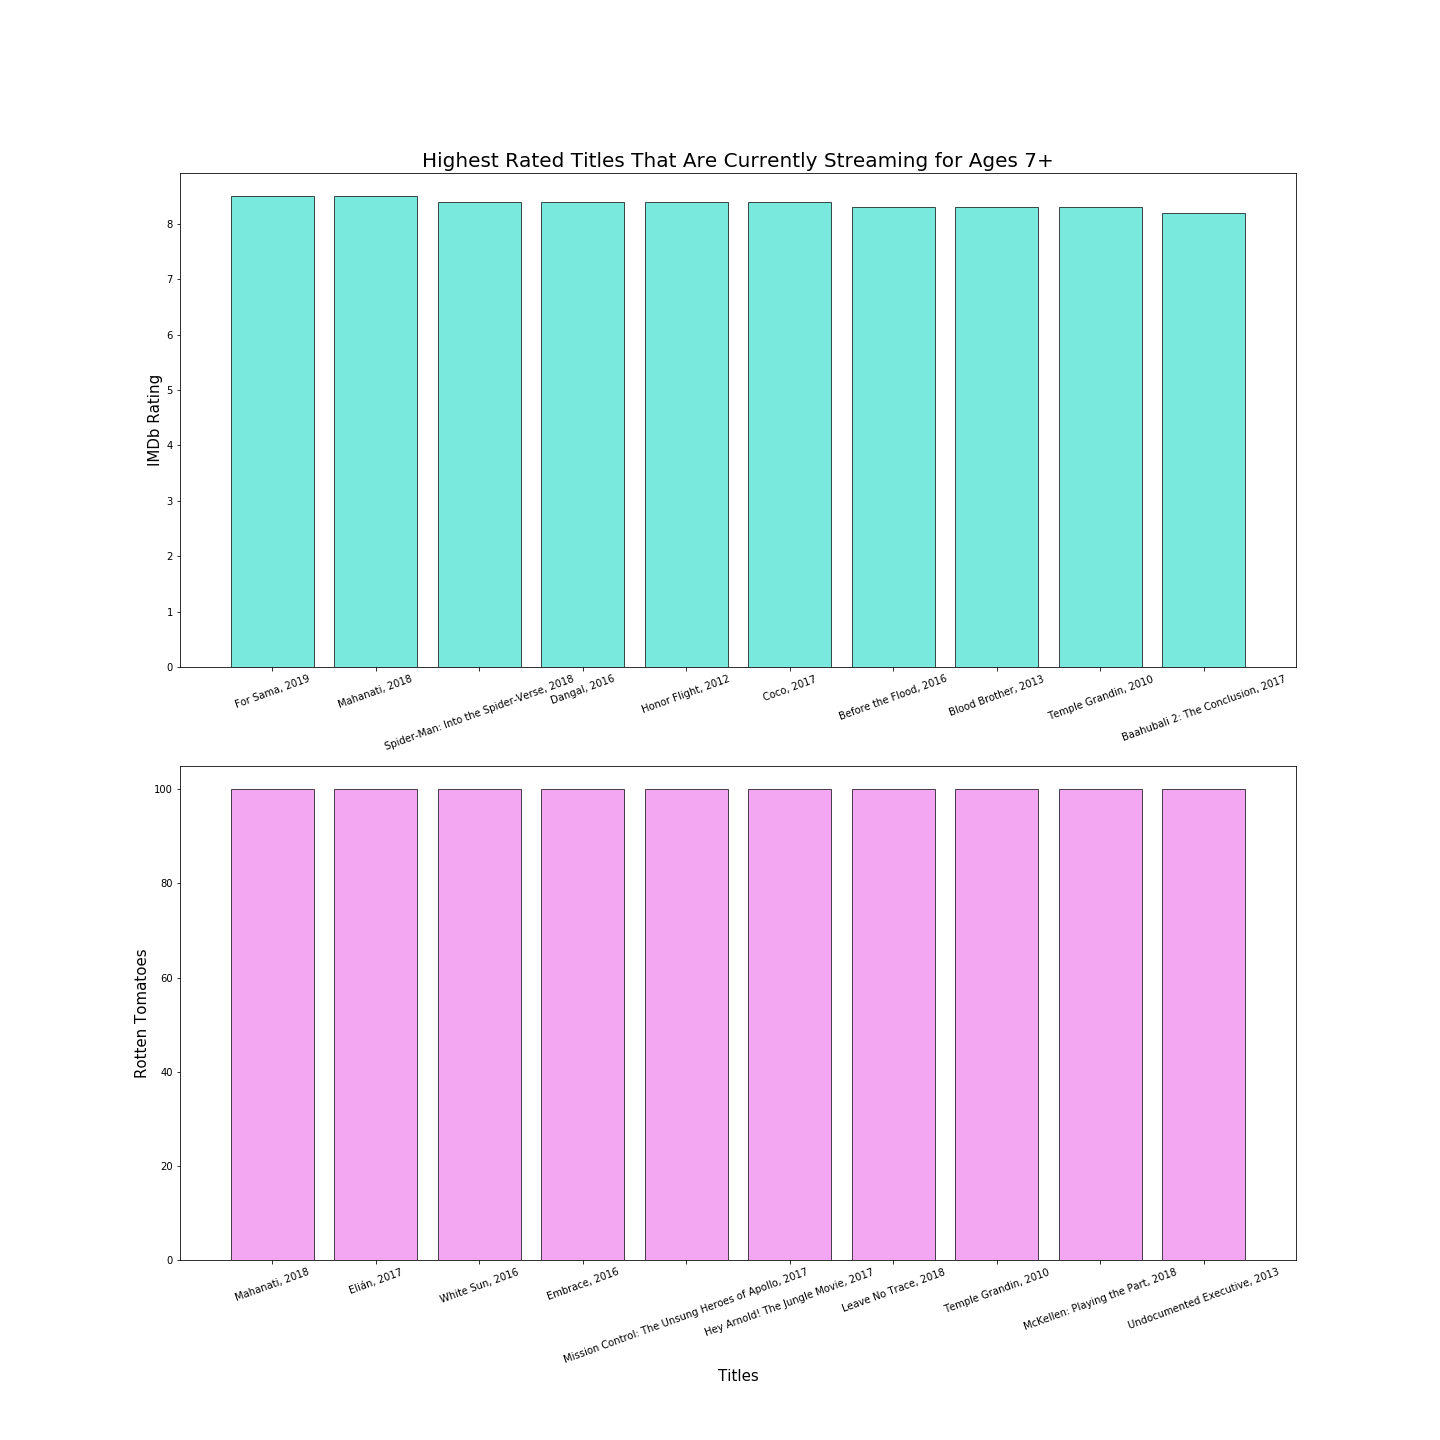 Highest Rated Titles That Are Currently Streaming for Ages 7+
IMDb Rating
8
7
6
5
4
3
2
1
0
For Sama, 2019
Mahanati, 2018
Spider-Man: Into the Spider-Verse, 2018
Dangal, 2016
Honor Flight, 2012
Coco, 2017
Before the Flood, 2016
Blood Brother, 2013
Temple Grandin, 2010
Baahubali 2: The Conclusion, 2017
Rotten Tomatoes
100
80
60
40
20
0
Mahanati, 2018
Elián, 2017
White Sun, 2016
Embrace, 2016
Mission Control: The Unsung Heroes of Apollo, 2017
Hey Arnold! The Jungle Movie, 2017
Leave No Trace, 2018
Temple Grandin, 2010
McKellen: Playing the Part, 2018
Undocumented Executive, 2013
Titles